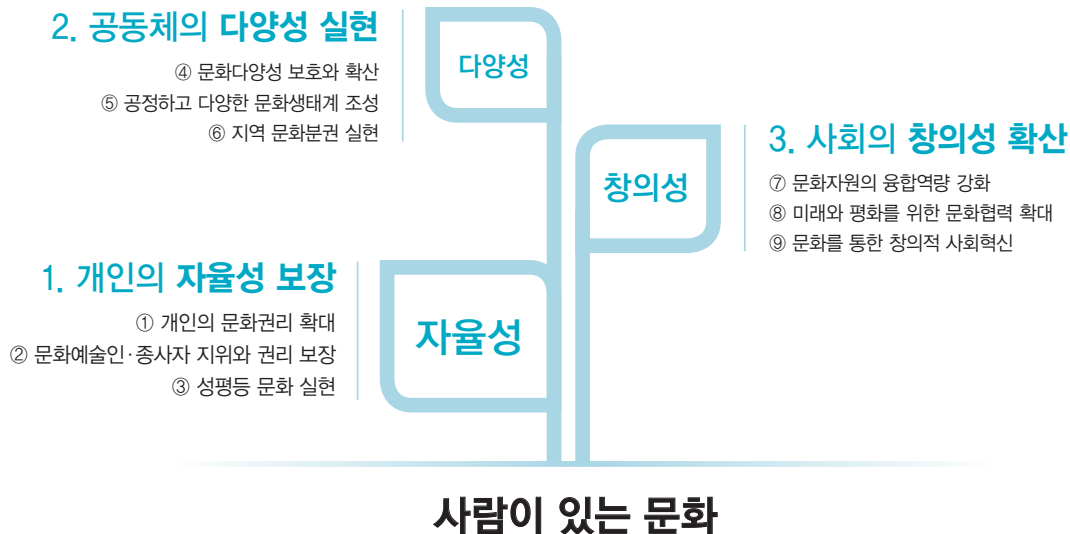 2. 공동체의 다양성 실현
④ 문화다양성 보호와 확산
⑤ 공정하고 다양한 문화생태계 조성
⑥ 지역 문화분권 실현
다양성
3. 사회의 창의성 확산
⑦ 문화자원의 융합역량 강화
⑧ 미래와 평화를 위한 문화협력 확대
⑨ 문화를 통한 창의적 사회혁신
창의성
1. 개인의 자율성 보장
① 개인의 문화권리 확대
② 문화예술인·종사자 지위와 권리 보장
③ 성평등 문화 실현
자율성
사람이 있는 문화